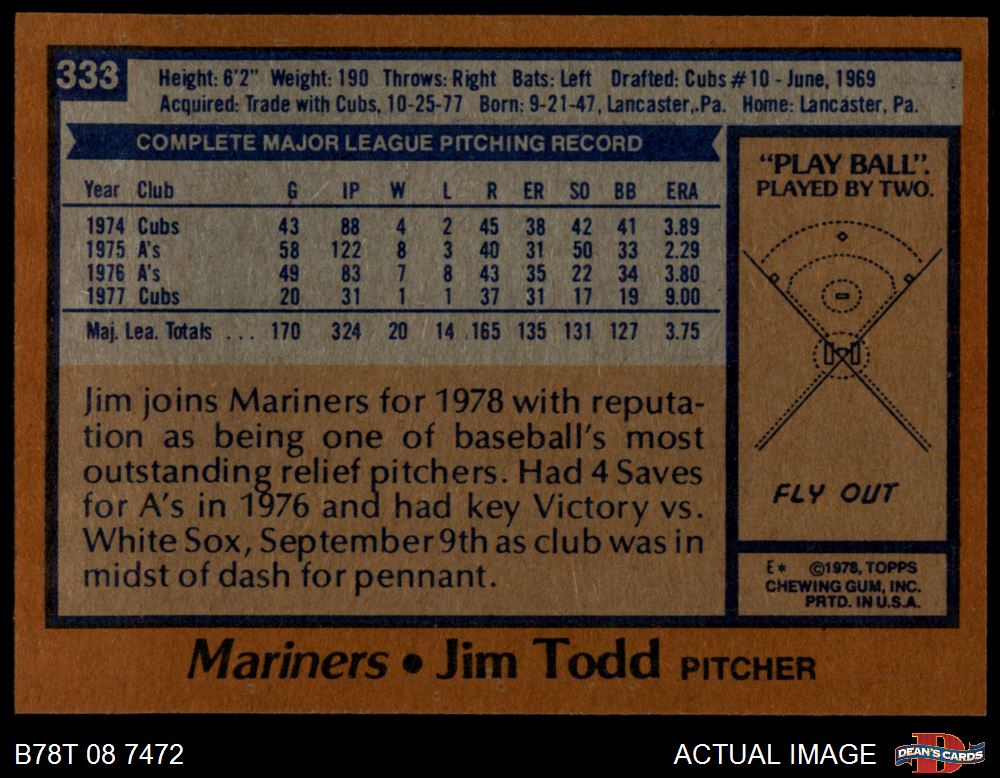 333
Height: 6'2" Weight: 190 Throws: Right Bats: Left Drafted: Cubs #10 - June, 1969
Acquired: Trade with Cubs, 10-25-77 Born: 9-21-47, Lancaster,.Pa. Home: Lancaster, Pa.
COMPLETE MAJOR LEAGUE PITCHING RECORD
Year Club G IP W L R ER SO BB ERA
1974 Cubs 43 88 4 2 45 38 42 41 3.89
1975 A's 58 122 8 3 40 31 50 33 2.29
1976 A's 49 83 7 8 43 35 22 34 3.80
1977 Cubs 20 31 1 1 37 31 17 19 9.00
Maj. Lea. Totals ... 170 324 20 14 165 135 131 127 3.75
Jim joins Mariners for 1978 with reputa-
tion as being one of baseball's most
outstanding relief pitchers. Had 4 Saves
for A's in 1976 and had key Victory vs.
White Sox, September 9th as club was in
midst of dash for pennant.
"PLAY BALL".
PLAYED BY TWO.
FLY OUT
E* ©1978, TOPPS
CHEWING GUM, INC.
PRTD. IN U.S.A.
Mariners • Jim Todd PITCHER
B78T 08 7472
ACTUAL IMAGE
D
DEAN'S CARDS